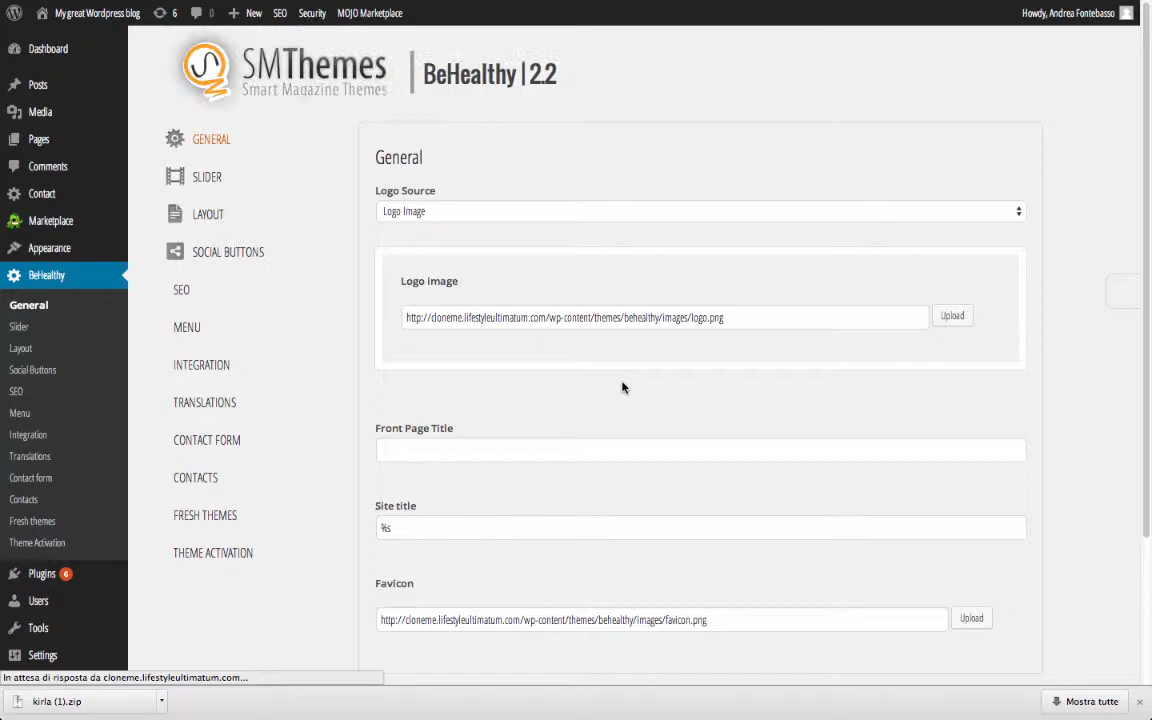 My great Wordpress blog 6 0 New SEO Security MOJO Marketplace Howdy, Andrea Fontebasso
Dashboard
Posts
Media
Pages
Comments
Contact
Marketplace
Appearance
BeHealthy
General
Slider
Layout
Social Buttons
SEO
Menu
Integration
Translations
Contact form
Contacts
Fresh themes
Theme Activation
Plugins 6
Users
Tools
Settings
SMThemes
Smart Magazine Themes
BeHealthy | 2.2
GENERAL
SLIDER
LAYOUT
SOCIAL BUTTONS
SEO
MENU
INTEGRATION
TRANSLATIONS
CONTACT FORM
CONTACTS
FRESH THEMES
THEME ACTIVATION
General
Logo Source
Logo Image
Logo image
http://cloneme.lifestyleultimatum.com/wp-content/themes/behealthy/images/logo.png Upload
Front Page Title
Site title
%s
Favicon
http://cloneme.lifestyleultimatum.com/wp-content/themes/behealthy/images/favicon.png Upload
In attesa di risposta da cloneme.lifestyleultimatum.com...
kirla (1).zip
Mostra tutte